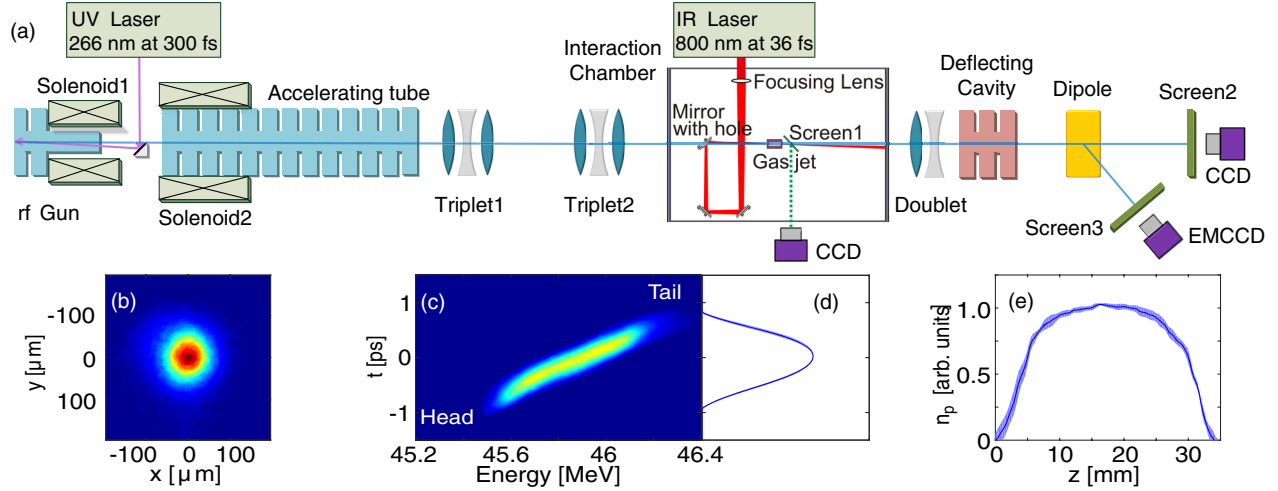 (a)
UV Laser
266 nm at 300 fs
IR Laser
800 nm at 36 fs
Interaction
Chamber
Solenoid1
Accelerating tube
Focusing Lens
Mirror
with hole
Screen1
Gas jet
Deflecting
Cavity
Dipole
Screen2
CCD
rf Gun
Solenoid2
Triplet1
Triplet2
Doublet
CCD
Screen3
EMCCD
(b)
-100
0
100
y [µm]
-100 0 100
x [µm]
(c)
Tail
Head
1
0
-1
t [ps]
45.2 45.6 46 46.4
Energy [MeV]
(d)
(e)
1.0
0.5
0
n_p [arb. units]
0 10 20 30
z [mm]